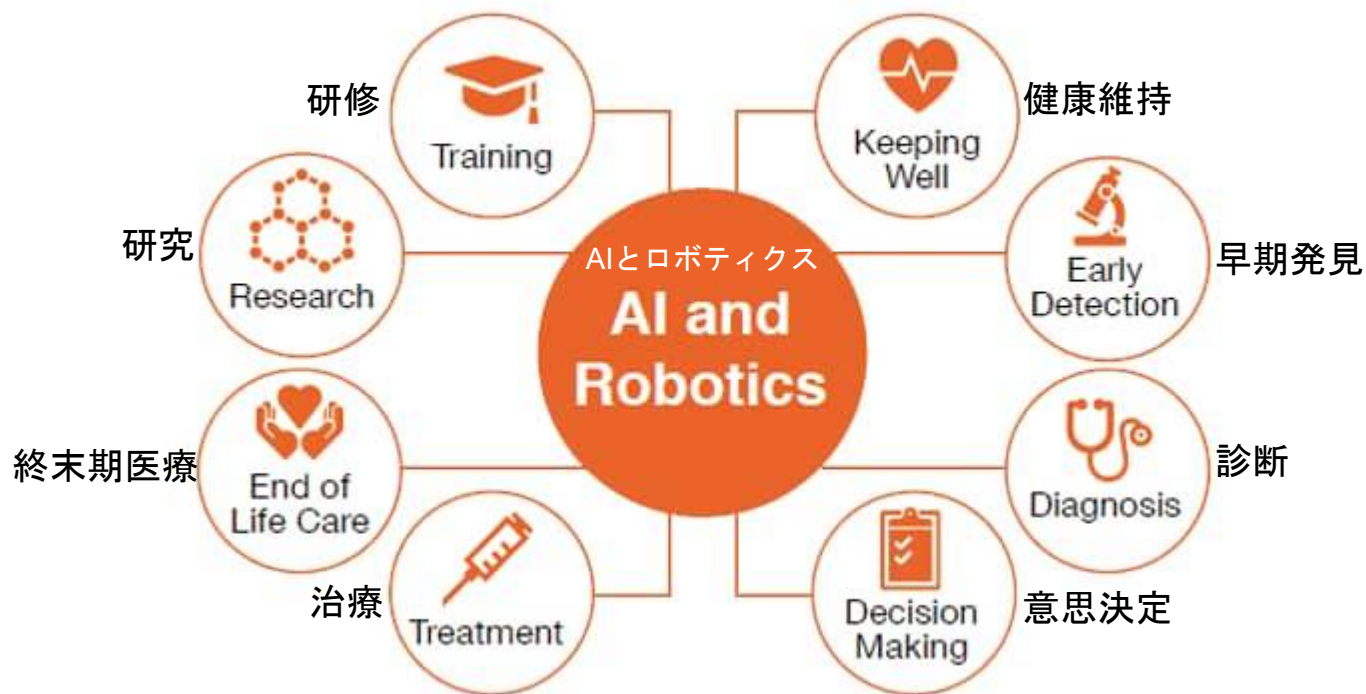 AIとロボティクス
AI and
Robotics
健康維持
Keeping
Well
早期発見
Early
Detection
診断
Diagnosis
意思決定
Decision
Making
治療
Treatment
終末期医療
End of
Life Care
研究
Research
研修
Training